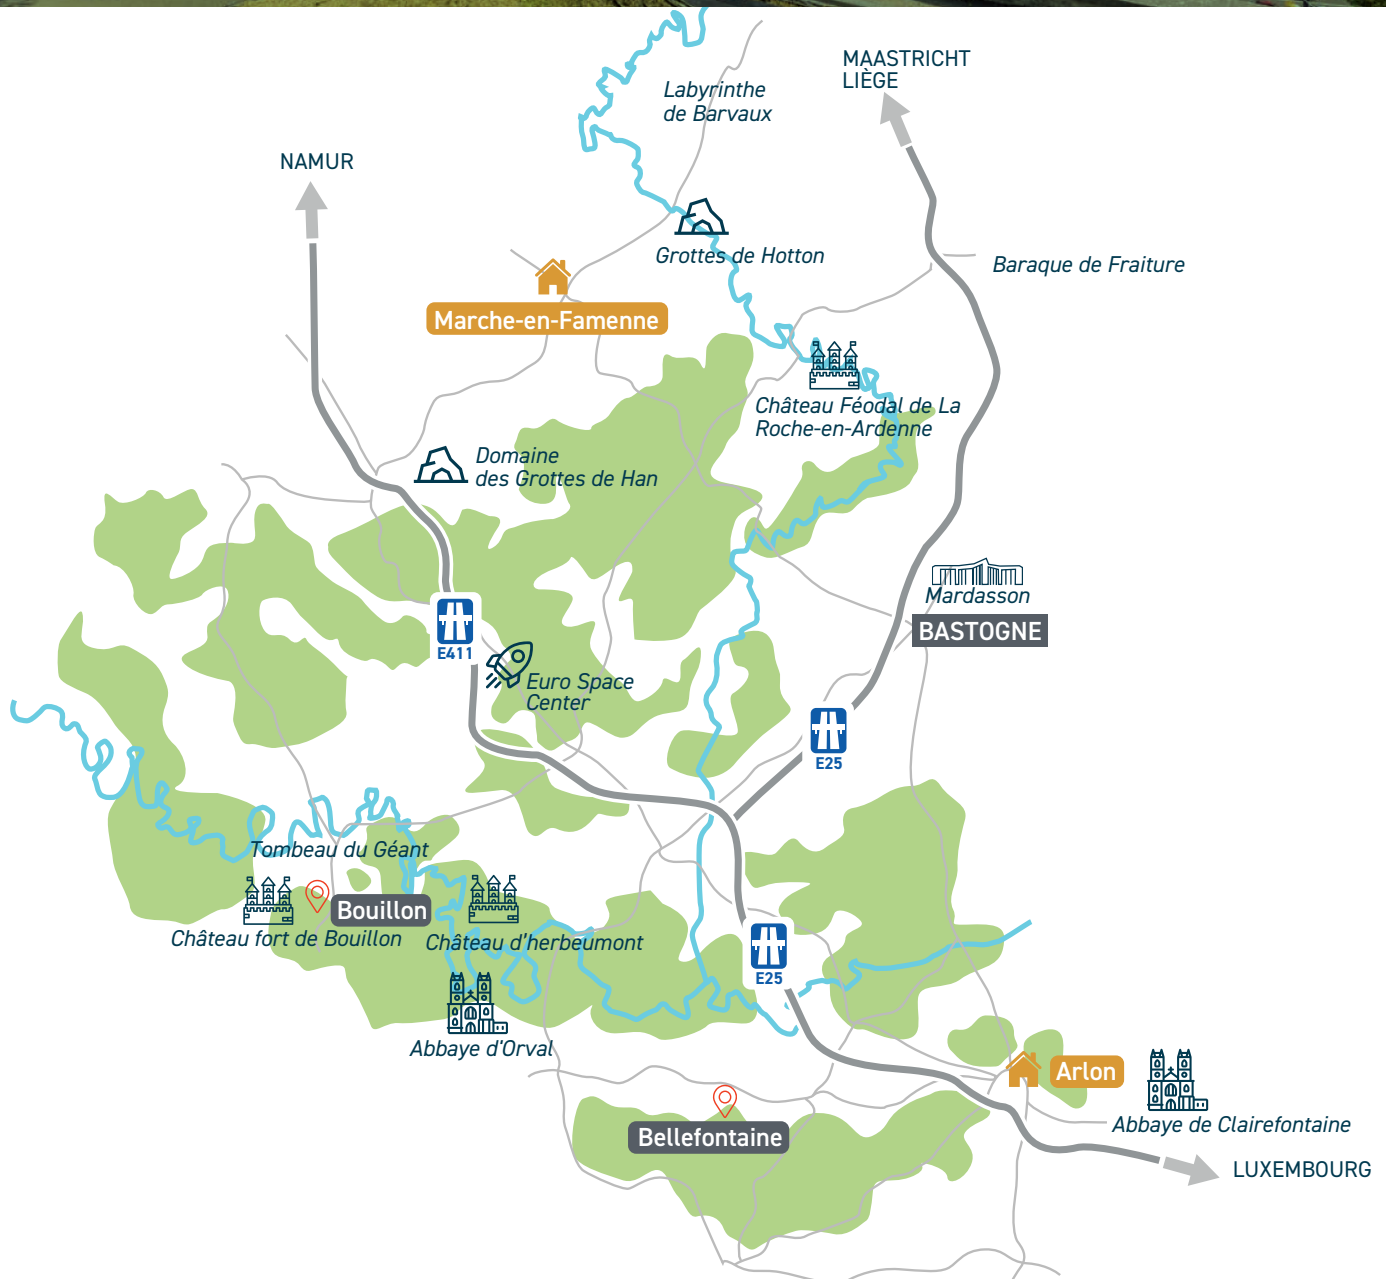 MAASTRICHT
LIÈGE
Labyrinthe
de Barvaux
NAMUR
Grottes de Hotton
Baraque de Fraiture
Marche-en-Famenne
Château Féodal de La
Roche-en-Ardenne
Domaine
des Grottes de Han
Mardasson
BASTOGNE
E411
Euro Space
Center
E25
Tombeau du Géant
Bouillon
Château fort de Bouillon
Château d'herbeumont
E25
Abbaye d'Orval
Arlon
Abbaye de Clairefontaine
Bellefontaine
LUXEMBOURG